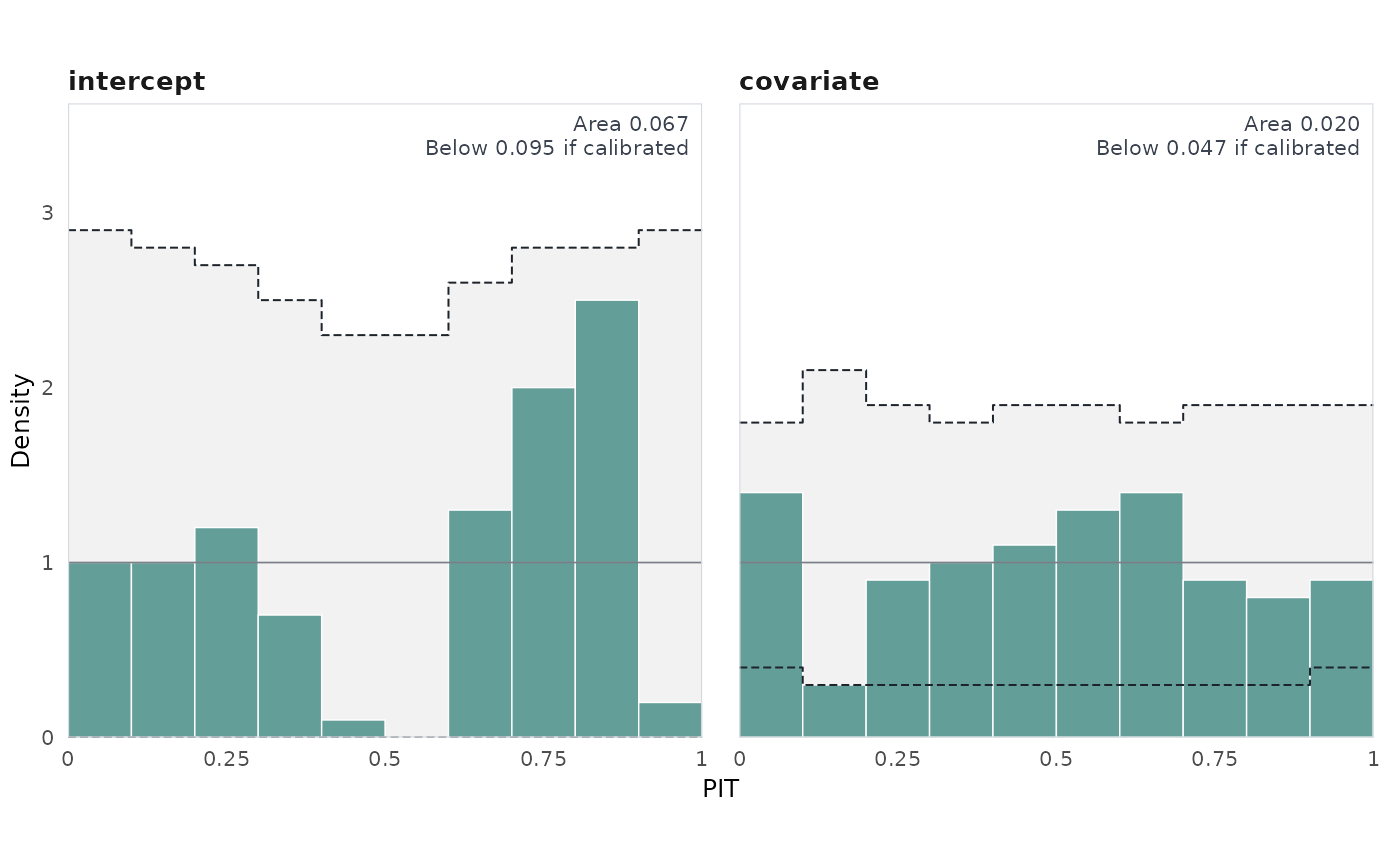 intercept
Area 0.067
Below 0.095 if calibrated
covariate
Area 0.020
Below 0.047 if calibrated
Density
3
2
1
0
0 0.25 0.5 0.75 1
0 0.25 0.5 0.75 1
PIT